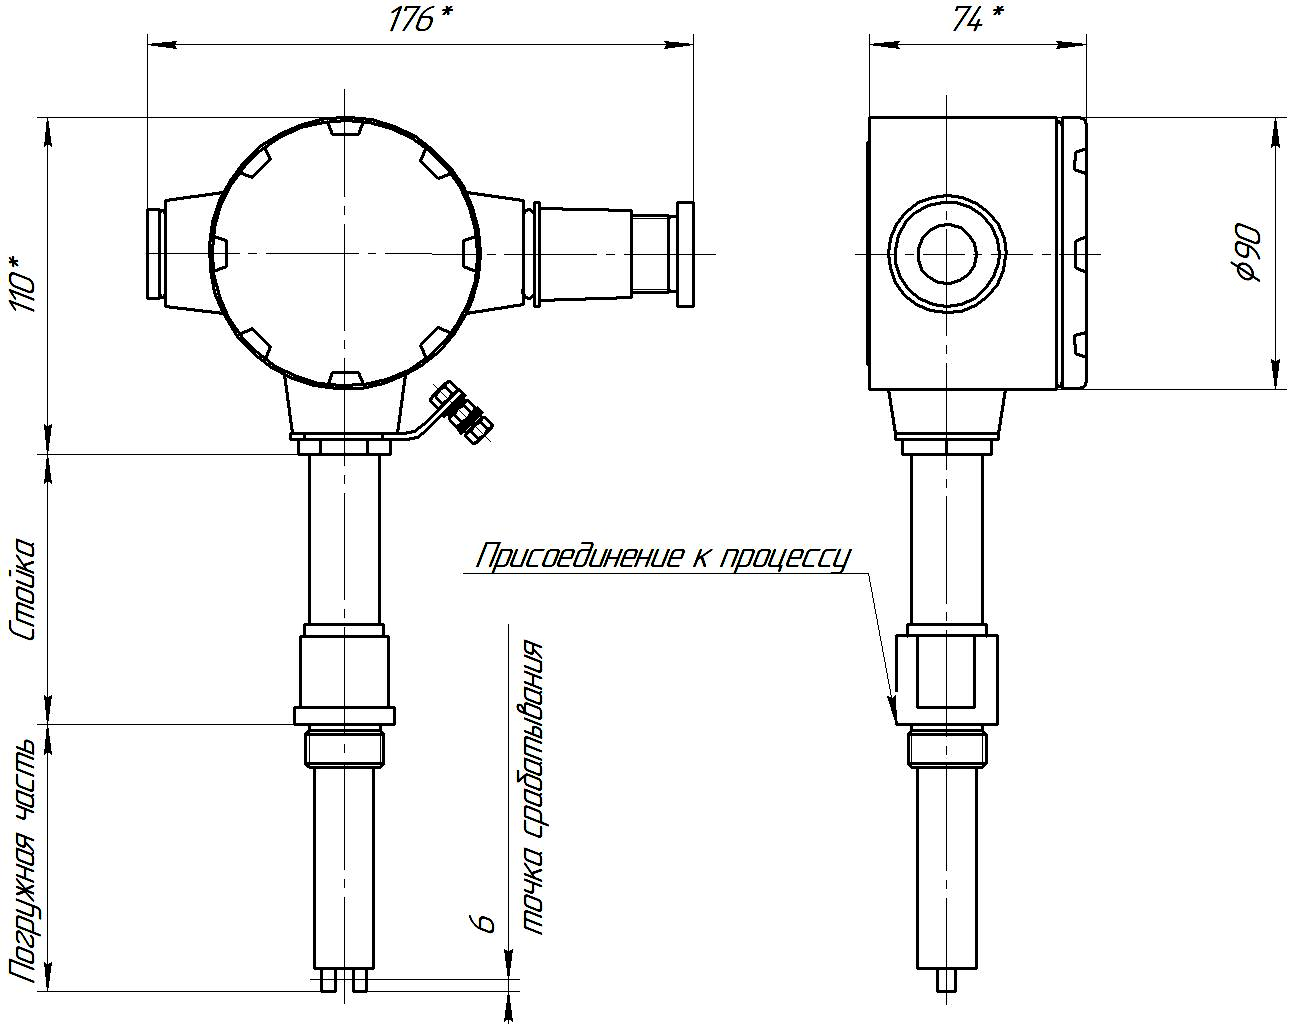 176*
74*
110*
ϕ90
Стойка
Присоединение к процессу
Погружная часть
6
точка срабатывания